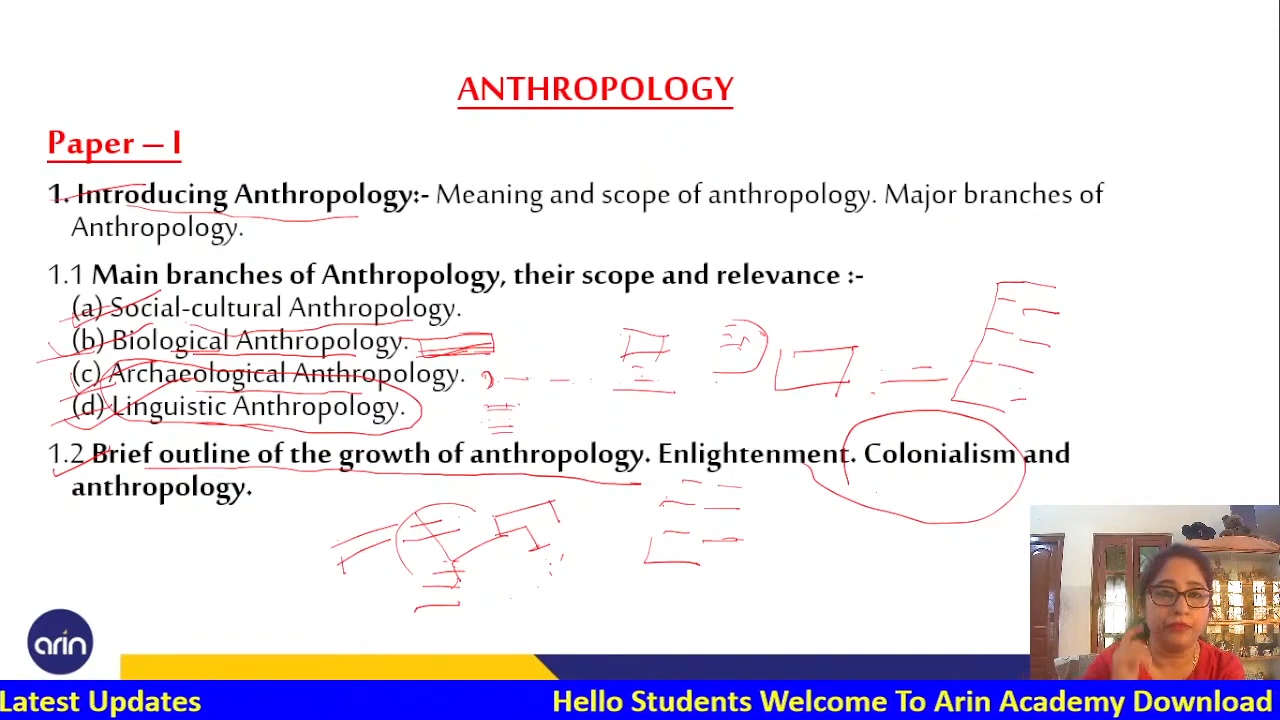 ANTHROPOLOGY
Paper – I
1. Introducing Anthropology:- Meaning and scope of anthropology. Major branches of
Anthropology.
1.1 Main branches of Anthropology, their scope and relevance :-
(a) Social-cultural Anthropology.
(b) Biological Anthropology.
(c) Archaeological Anthropology.
(d) Linguistic Anthropology.
1.2 Brief outline of the growth of anthropology. Enlightenment. Colonialism and
anthropology.
arin
Latest Updates
Hello Students Welcome To Arin Academy Download